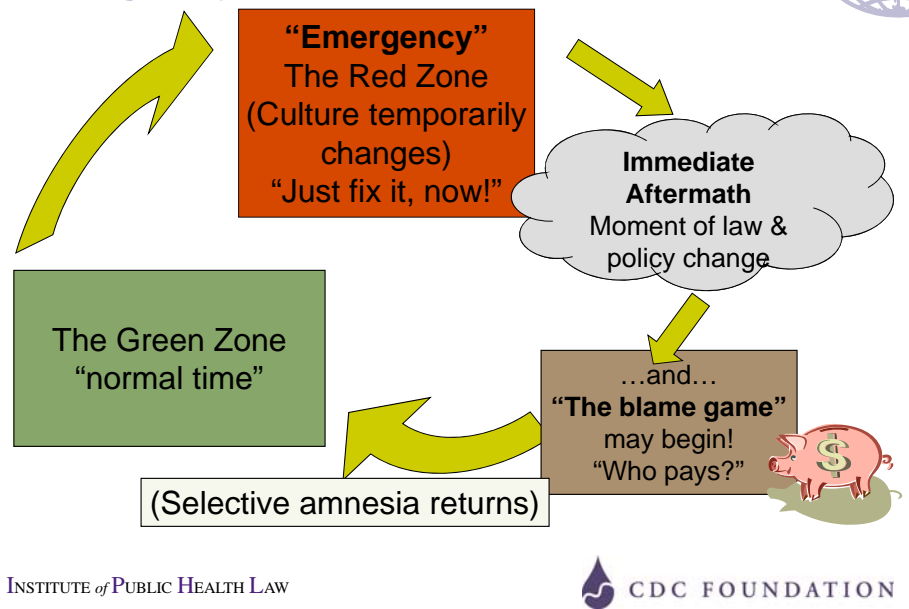 “Emergency”
The Red Zone
(Culture temporarily
changes)
“Just fix it, now!”
Immediate
Aftermath
Moment of law &
policy change
…and…
“The blame game”
may begin!
“Who pays?”
$
(Selective amnesia returns)
The Green Zone
“normal time”
INSTITUTE of PUBLIC HEALTH LAW
CDC FOUNDATION